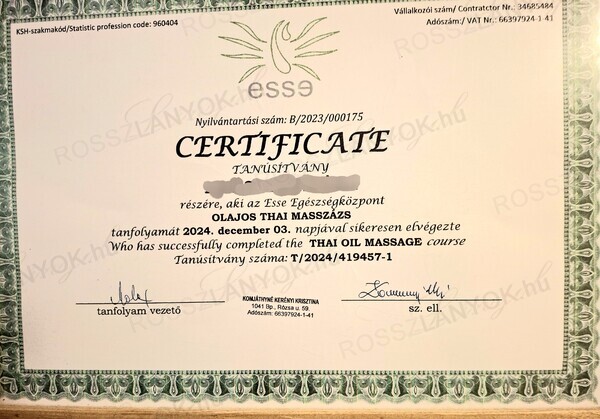 KSH-szakmakód/Statistic profession code: 960404
Vállalkozói szám/ Contratctor Nr.: 34685484
Adószám:/ VAT Nr.: 66397924-1-41
esse
Nyilvántartási szám: B/2023/000175
CERTIFICATE
TANÚSÍTVÁNY
részére, aki az Esse Egészségközpont
OLAJOS THAI MASSZÁZS
tanfolyamát 2024. december 03. napjával sikeresen elvégezte
Who has successfully completed the THAI OIL MASSAGE course
Tanúsítvány száma: T/2024/419457-1
tanfolyam vezető
KOMJÁTHYNÉ KERÉNYI KRISZTINA
1041 Bp., Rózsa u. 59.
Adószám: 66397924-1-41
sz. ell.
ROSSZLANYOK.hu